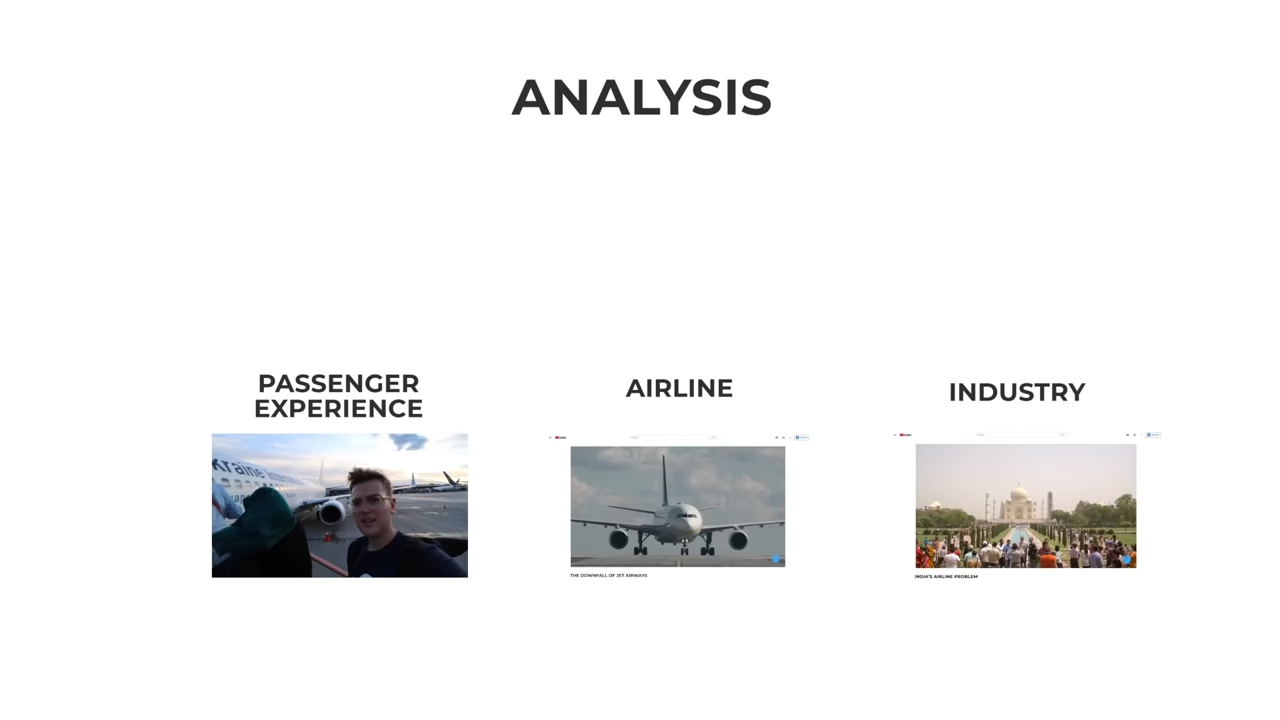 ANALYSIS
PASSENGER
EXPERIENCE
AIRLINE
INDUSTRY
THE DOWNFALL OF JET AIRWAYS
INDIA'S AIRLINE PROBLEM